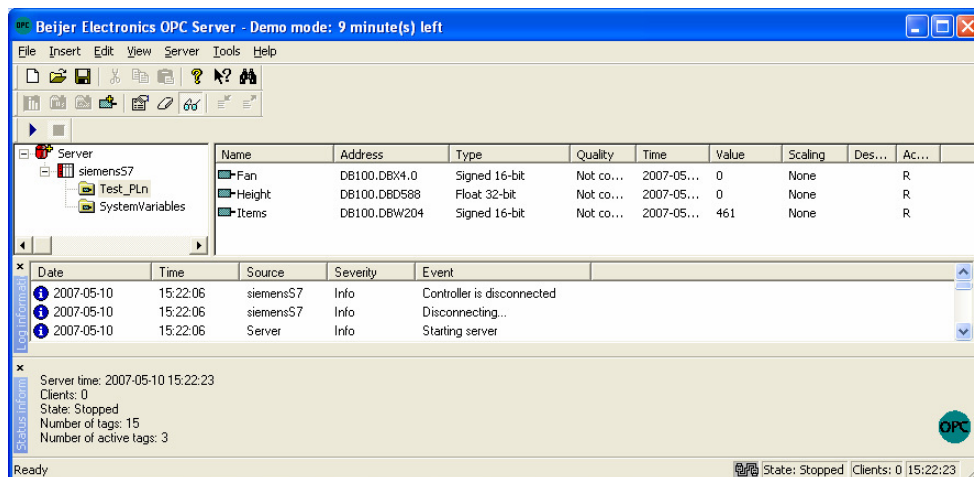 OPC Beijer Electronics OPC Server - Demo mode: 9 minute(s) left
File Insert Edit View Server Tools Help
Server
siemensS7
Test_PLn
SystemVariables
Name Address Type Quality Time Value Scaling Des... Ac...
Fan DB100.DBX4.0 Signed 16-bit Not co... 2007-05... 0 None R
Height DB100.DBD588 Float 32-bit Not co... 2007-05... 0 None R
Items DB100.DBW204 Signed 16-bit Not co... 2007-05... 461 None R
Log informati
Date Time Source Severity Event
2007-05-10 15:22:06 siemensS7 Info Controller is disconnected
2007-05-10 15:22:06 siemensS7 Info Disconnecting...
2007-05-10 15:22:06 Server Info Starting server
Status inform
Server time: 2007-05-10 15:22:23
Clients: 0
State: Stopped
Number of tags: 15
Number of active tags: 3
OPC
Ready State: Stopped Clients: 0 15:22:23